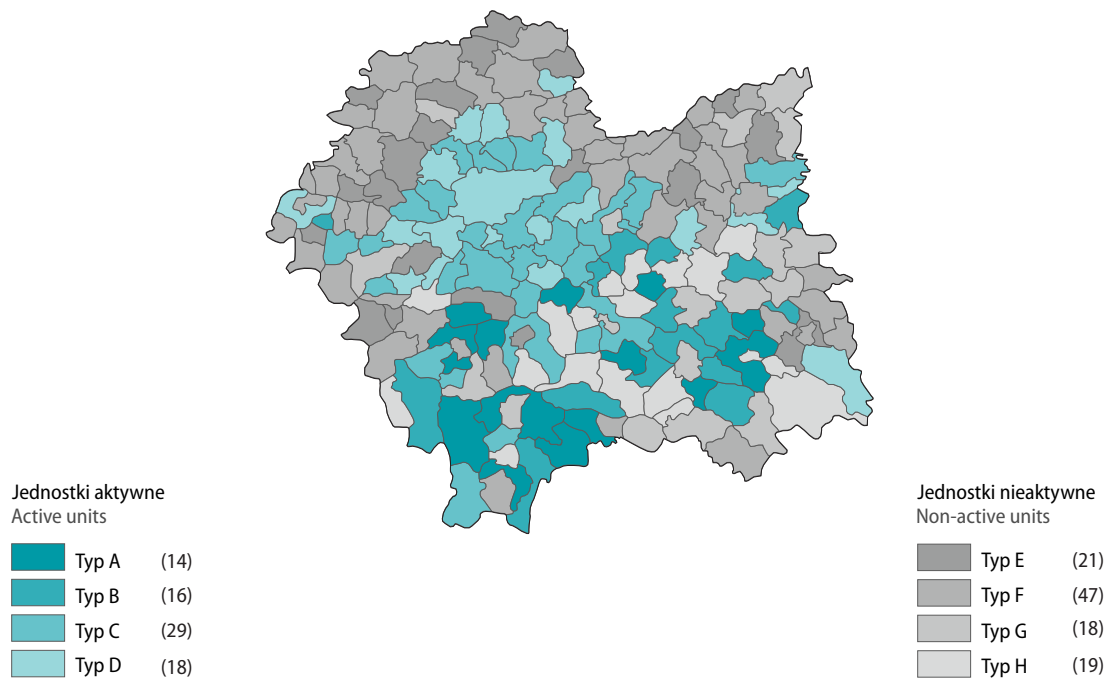 Jednostki aktywne
Active units
Typ A (14)
Typ B (16)
Typ C (29)
Typ D (18)
Jednostki nieaktywne
Non-active units
Typ E (21)
Typ F (47)
Typ G (18)
Typ H (19)